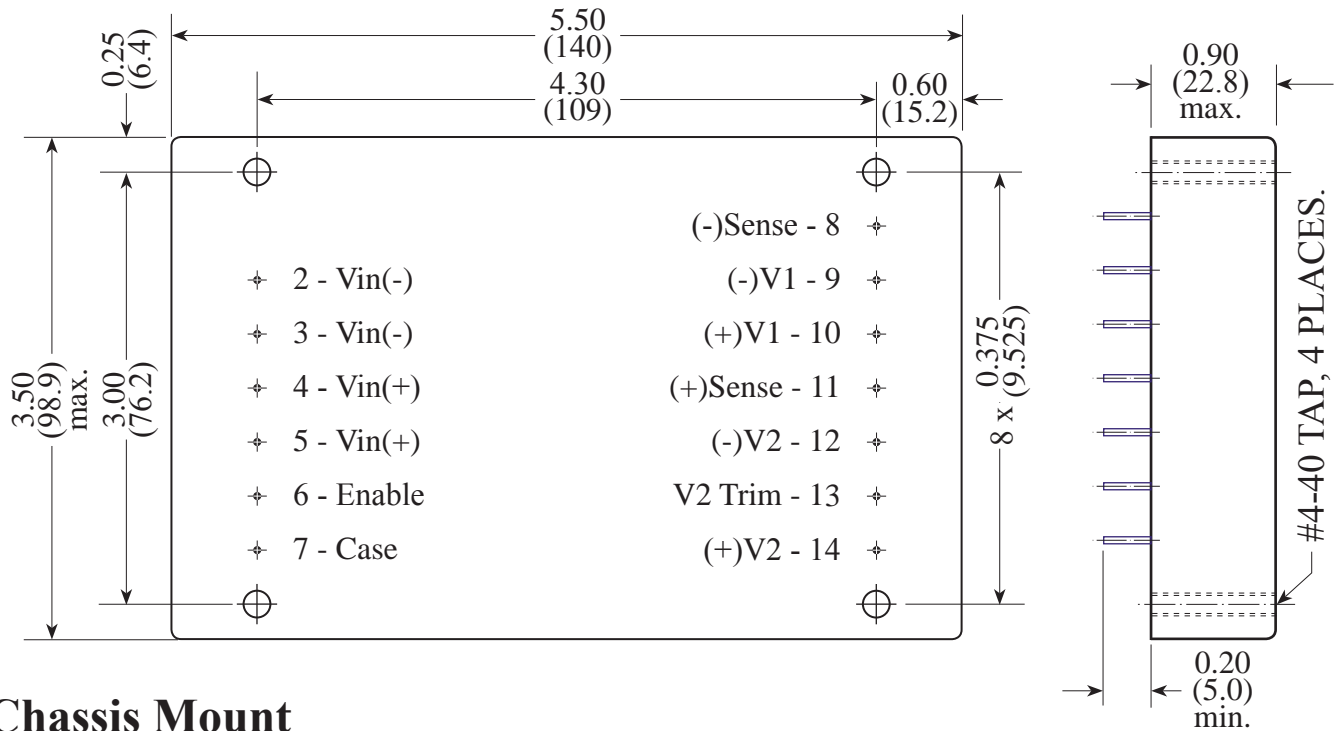 5.50
(140)
0.25
(6.4)
4.30
(109)
0.60
(15.2)
0.90
(22.8)
max.
(-)Sense - 8
2 - Vin(-)
(-)V1 - 9
3 - Vin(-)
(+)V1 - 10
4 - Vin(+)
(+)Sense - 11
5 - Vin(+)
(-)V2 - 12
6 - Enable
V2 Trim - 13
7 - Case
(+)V2 - 14
3.50
(98.9)
max.
3.00
(76.2)
8 x 0.375
(9.525)
#4-40 TAP, 4 PLACES.
0.20
(5.0)
min.
Chassis Mount